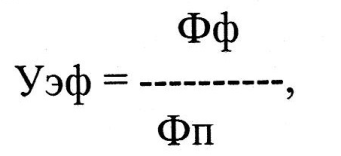 Фф
Уэф = ----------,
Фп